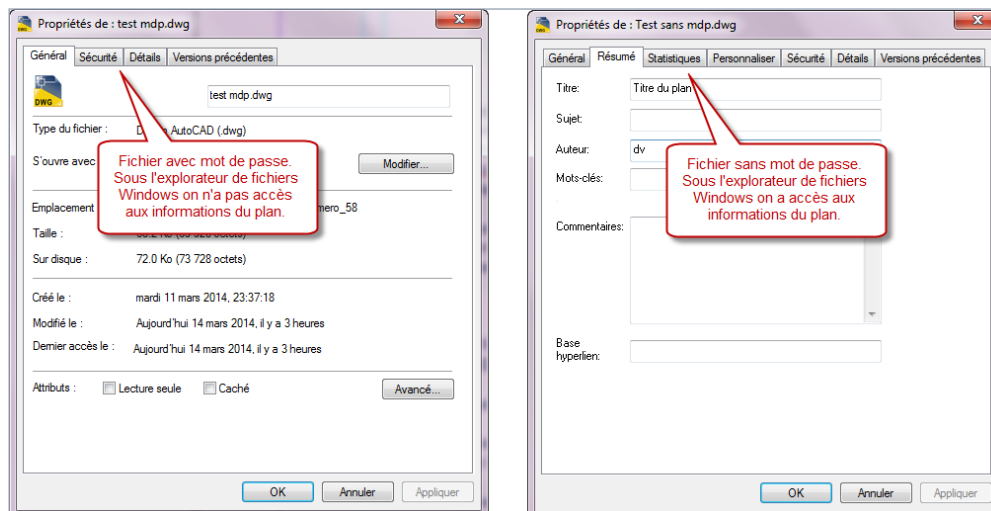 Propriétés de : test mdp.dwg
Général Sécurité Détails Versions précédentes
DWG
test mdp.dwg
Type du fichier :
AutoCAD (.dwg)
S'ouvre avec
Modifier...
Fichier avec mot de passe.
Sous l'explorateur de fichiers
Windows on n'a pas accès
aux informations du plan.
Emplacement
mero_58
Taille :
Sur disque :
72.0 Ko (73 728 octets)
Créé le :
mardi 11 mars 2014, 23:37:18
Modifié le :
Aujourd'hui 14 mars 2014, il y a 3 heures
Dernier accès le :
Aujourd'hui 14 mars 2014, il y a 3 heures
Attributs :
Lecture seule
Caché
Avancé...
OK
Annuler
Appliquer
Propriétés de : Test sans mdp.dwg
Général Résumé Statistiques Personnaliser Sécurité Détails Versions précédentes
Titre:
Titre du plan
Sujet:
Auteur:
dv
Mots-clés:
Fichier sans mot de passe.
Sous l'explorateur de fichiers
Windows on a accès aux
informations du plan.
Commentaires:
Base
hyperlien:
OK
Annuler
Appliquer